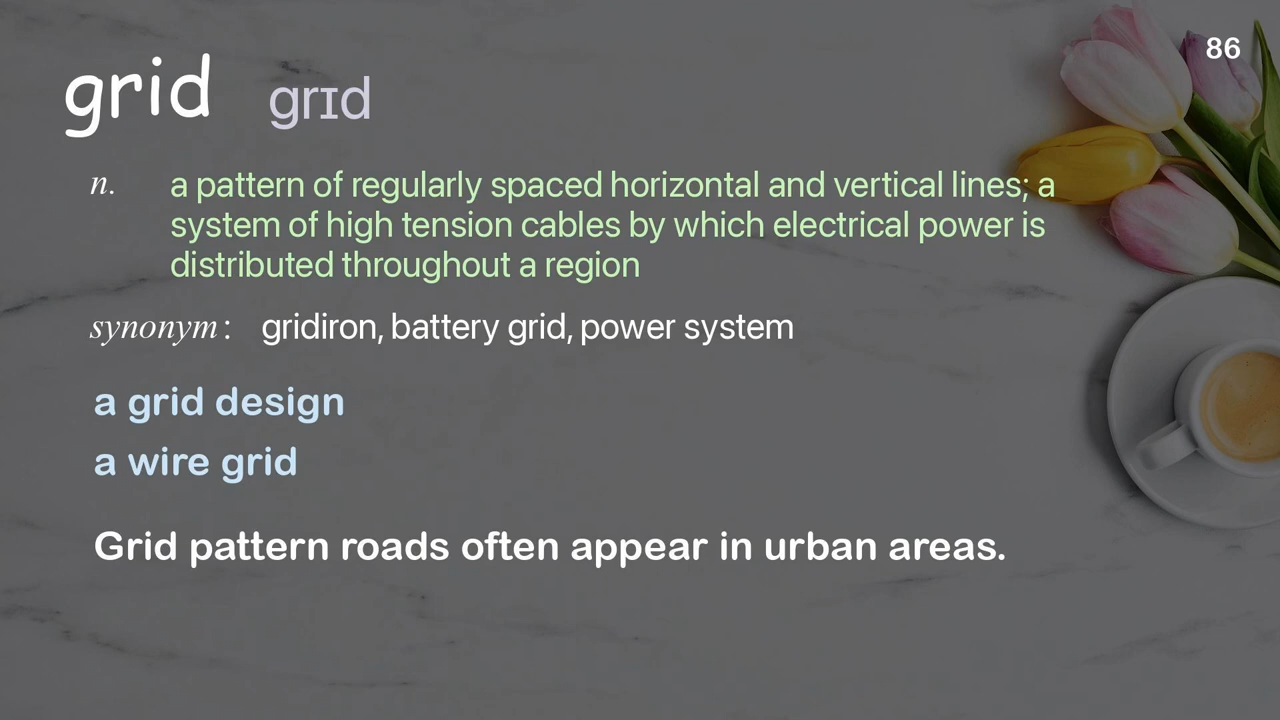 86
grid grɪd
n. a pattern of regularly spaced horizontal and vertical lines; a
system of high tension cables by which electrical power is
distributed throughout a region
synonym: gridiron, battery grid, power system
a grid design
a wire grid
Grid pattern roads often appear in urban areas.